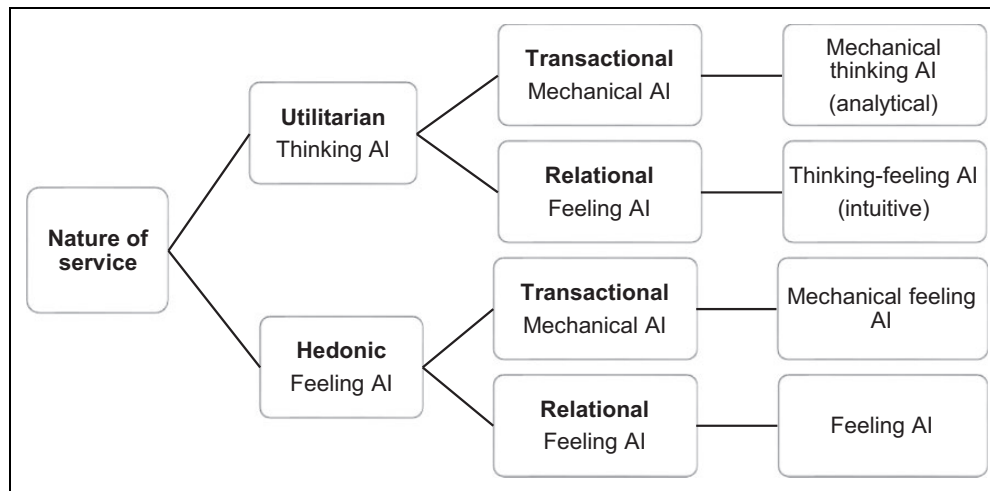 Nature of
service
Utilitarian
Thinking AI
Hedonic
Feeling AI
Transactional
Mechanical AI
Relational
Feeling AI
Transactional
Mechanical AI
Relational
Feeling AI
Mechanical
thinking AI
(analytical)
Thinking-feeling AI
(intuitive)
Mechanical feeling
AI
Feeling AI